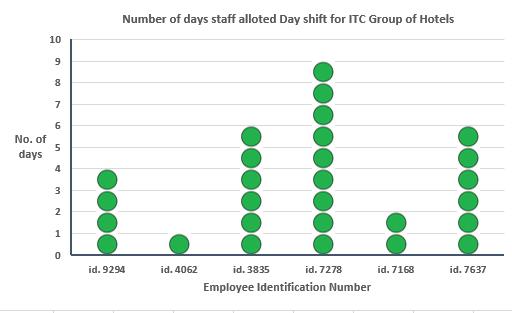 Number of days staff alloted Day shift for ITC Group of Hotels
10
9
8
7
6
5
4
3
2
1
0
No. of
days
id. 9294 id. 4062 id. 3835 id. 7278 id. 7168 id. 7637
Employee Identification Number